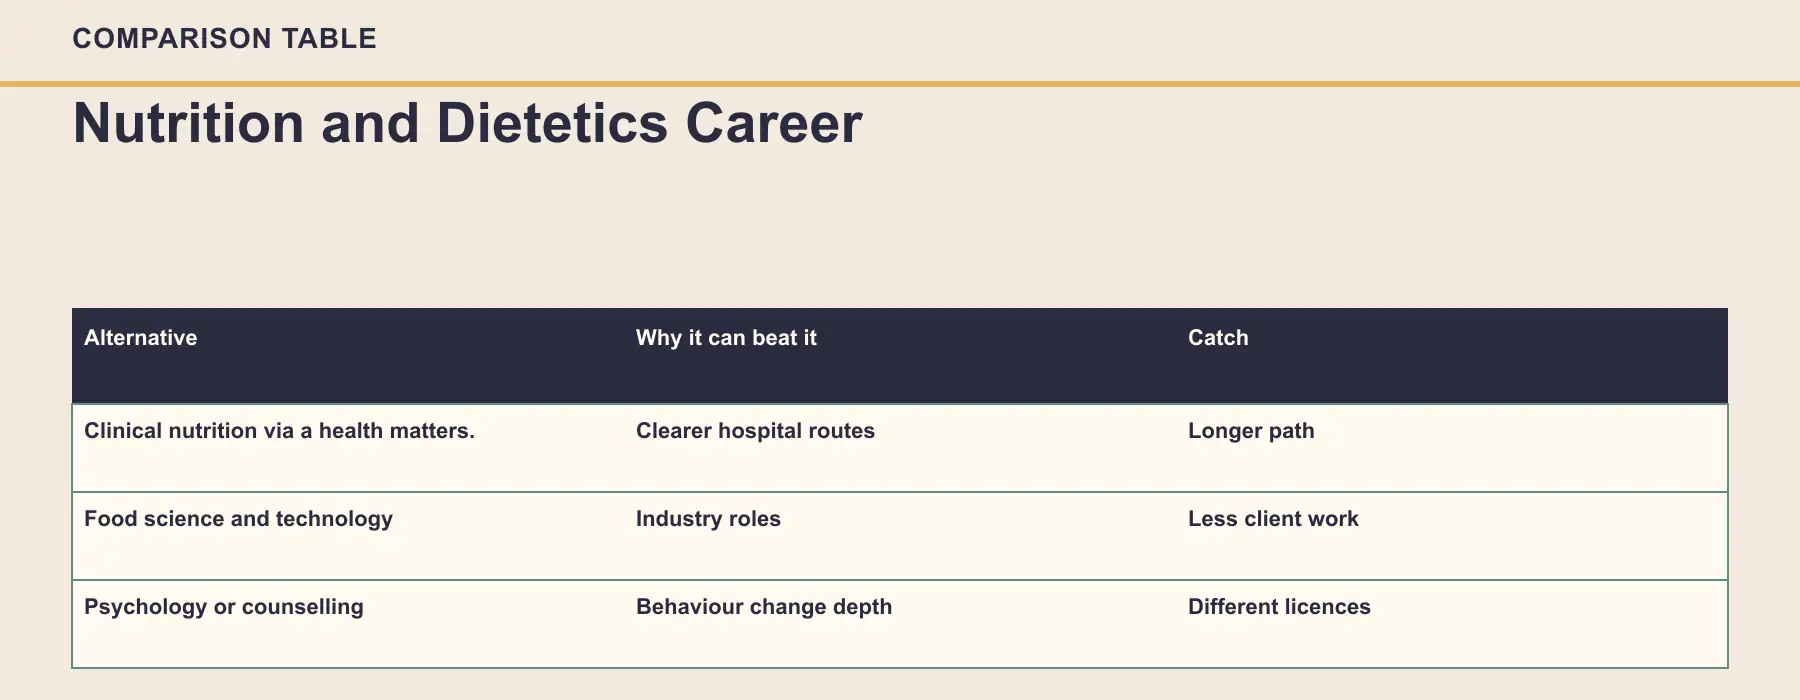 COMPARISON TABLE
Nutrition and Dietetics Career
Alternative Why it can beat it Catch
Clinical nutrition via a health matters. Clearer hospital routes Longer path
Food science and technology Industry roles Less client work
Psychology or counselling Behaviour change depth Different licences